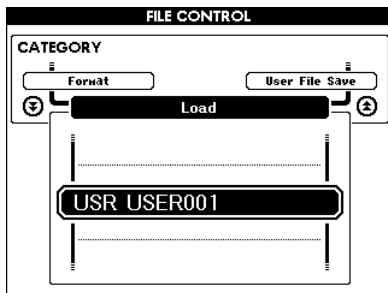 FILE CONTROL
CATEGORY
Format
User File Save
Load
USR USER001